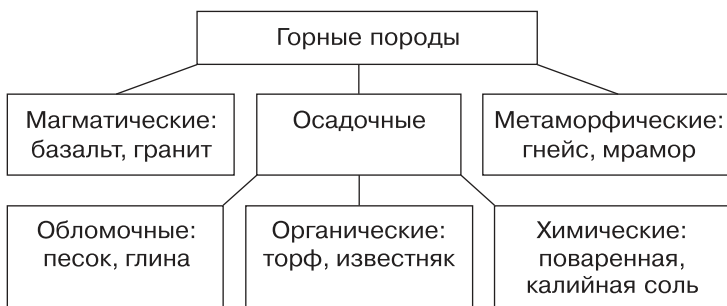 Горные породы
Магматические:
базальт, гранит
Осадочные
Метаморфические:
гнейс, мрамор
Обломочные:
песок, глина
Органические:
торф, известняк
Химические:
поваренная,
калийная соль